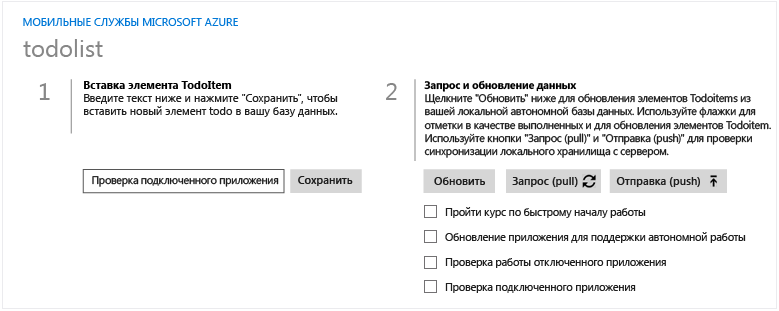 МОБИЛЬНЫЕ СЛУЖБЫ MICROSOFT AZURE
todolist
1
Вставка элемента TodoItem
Введите текст ниже и нажмите "Сохранить", чтобы
вставить новый элемент todo в вашу базу данных.
Проверка подключенного приложения
Сохранить
2
Запрос и обновление данных
Щелкните "Обновить" ниже для обновления элементов Todoitems из
вашей локальной автономной базы данных. Используйте флажки для
отметки в качестве выполненных и для обновления элементов Todoitem.
Используйте кнопки "Запрос (pull)" и "Отправка (push)" для проверки
синхронизации локального хранилища с сервером.
Обновить
Запрос (pull)
Отправка (push)
Пройти курс по быстрому началу работы
Обновление приложения для поддержки автономной работы
Проверка работы отключенного приложения
Проверка подключенного приложения